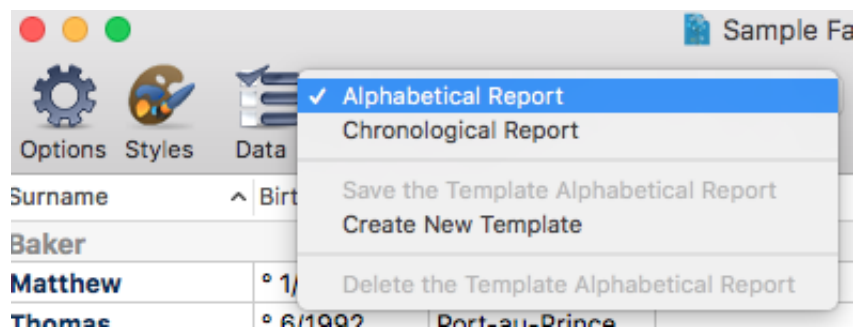 Sample Fa
✓ Alphabetical Report
Chronological Report
Options Styles Data
Save the Template Alphabetical Report
Surname Birt
Create New Template
Baker
Matthew ° 1/
Delete the Template Alphabetical Report
Thomas ° 6/1992 Port-au-Prince